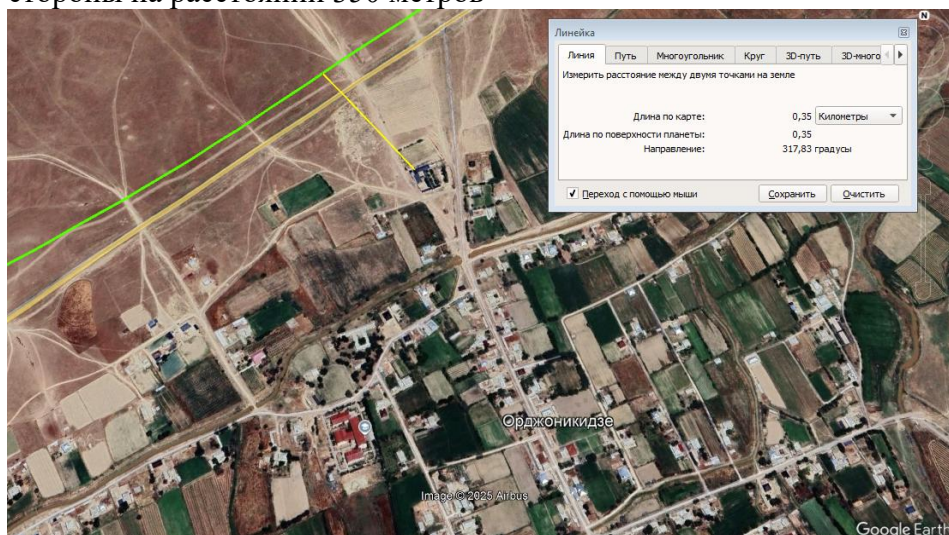 стороны на расстоянии 350 метров
Линейка
Линия Путь Многоугольник Круг 3D-путь 3D-много
Измерить расстояние между двумя точками на земле
Длина по карте: 0,35 Километры
Длина по поверхности планеты: 0,35
Направление: 317,83 градусы
Переход с помощью мыши Сохранить Очистить
N
Орджоникидзе
Image © 2025 Airbus
Google Earth